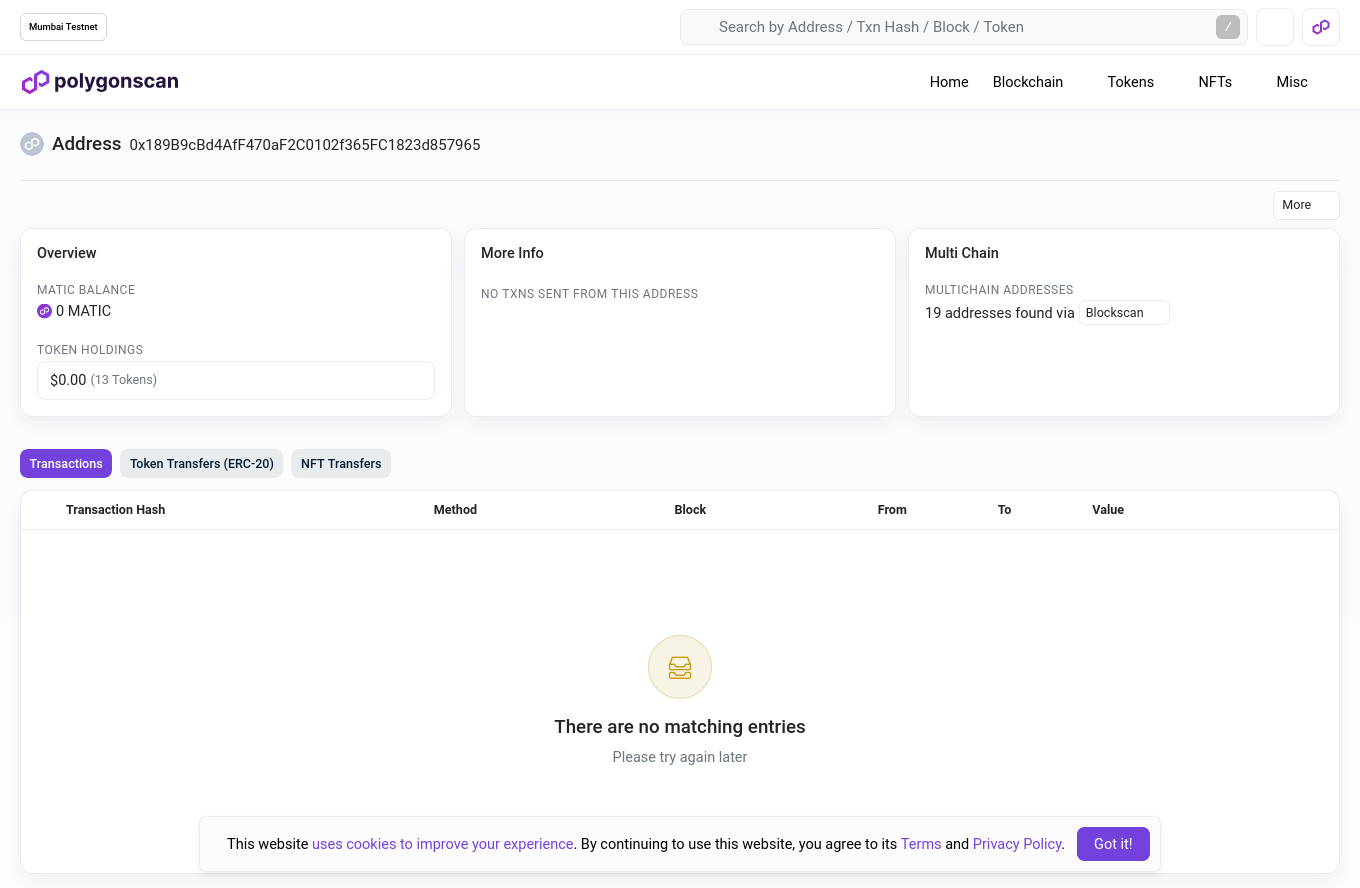 Mumbai Testnet
Search by Address / Txn Hash / Block / Token
/
polygonscan
Home Blockchain Tokens NFTs Misc
Address 0x189B9cBd4AfF470aF2C0102f365FC1823d857965
More
Overview
MATIC BALANCE
0 MATIC
TOKEN HOLDINGS
$0.00 (13 Tokens)
More Info
NO TXNS SENT FROM THIS ADDRESS
Multi Chain
MULTICHAIN ADDRESSES
19 addresses found via Blockscan
Transactions Token Transfers (ERC-20) NFT Transfers
Transaction Hash Method Block From To Value
There are no matching entries
Please try again later
This website uses cookies to improve your experience. By continuing to use this website, you agree to its Terms and Privacy Policy. Got it!